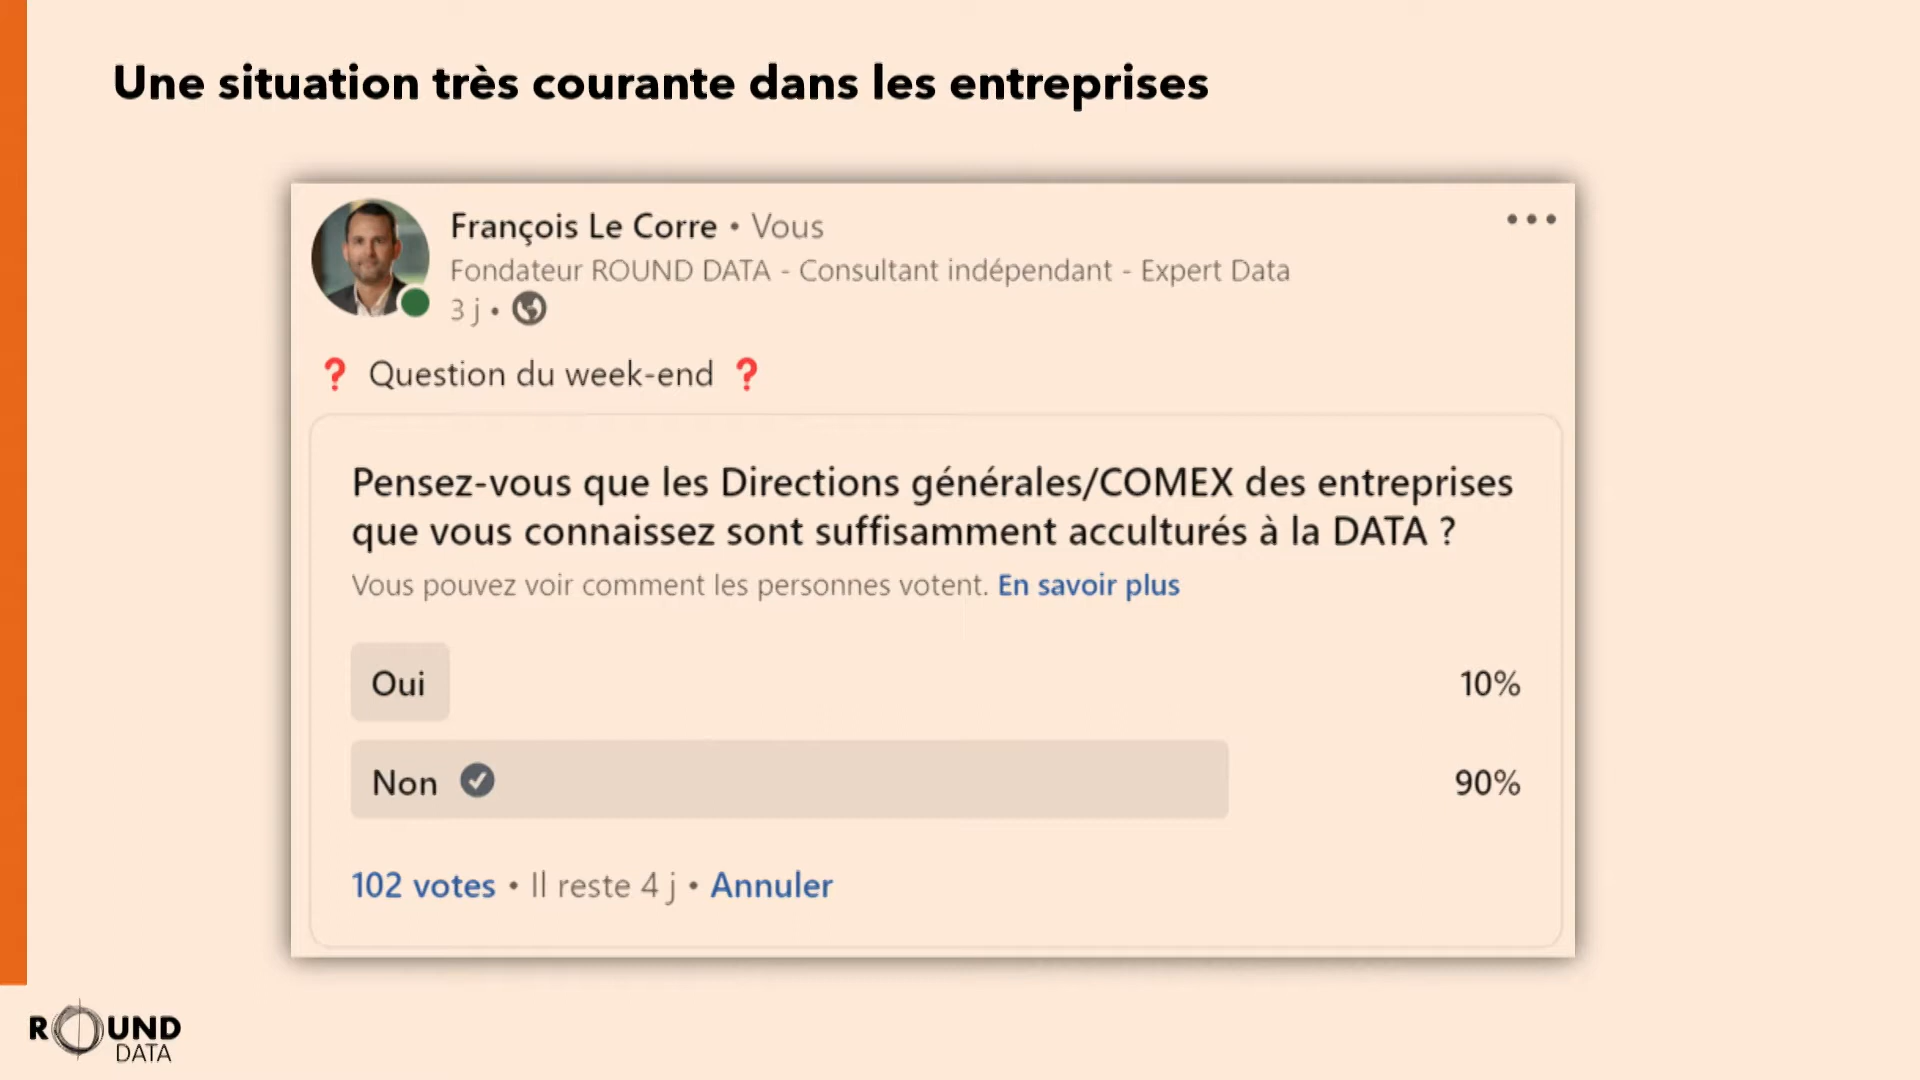 Une situation très courante dans les entreprises
François Le Corre • Vous
Fondateur ROUND DATA - Consultant indépendant - Expert Data
3 j •
❓ Question du week-end ❓
Pensez-vous que les Directions générales/COMEX des entreprises
que vous connaissez sont suffisamment acculturés à la DATA ?
Vous pouvez voir comment les personnes votent. En savoir plus
Oui 10%
Non 90%
102 votes • Il reste 4 j • Annuler
ROUND
DATA